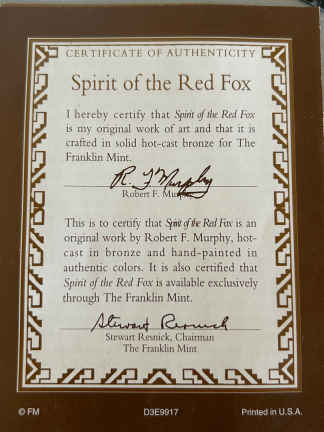 CERTIFICATE OF AUTHENTICITY
Spirit of the Red Fox
I hereby certify that Spirit of the Red Fox
is my original work of art and that it is
crafted in solid hot-cast bronze for The
Franklin Mint.
R. F. Murphy
Robert F. Murphy
This is to certify that Spirit of the Red Fox is an
original work by Robert F. Murphy, hot-
cast in bronze and hand-painted in
authentic colors. It is also certified that
Spirit of the Red Fox is available exclusively
through The Franklin Mint.
Stewart Resnick
Stewart Resnick, Chairman
The Franklin Mint
© FM D3E9917 Printed in U.S.A.